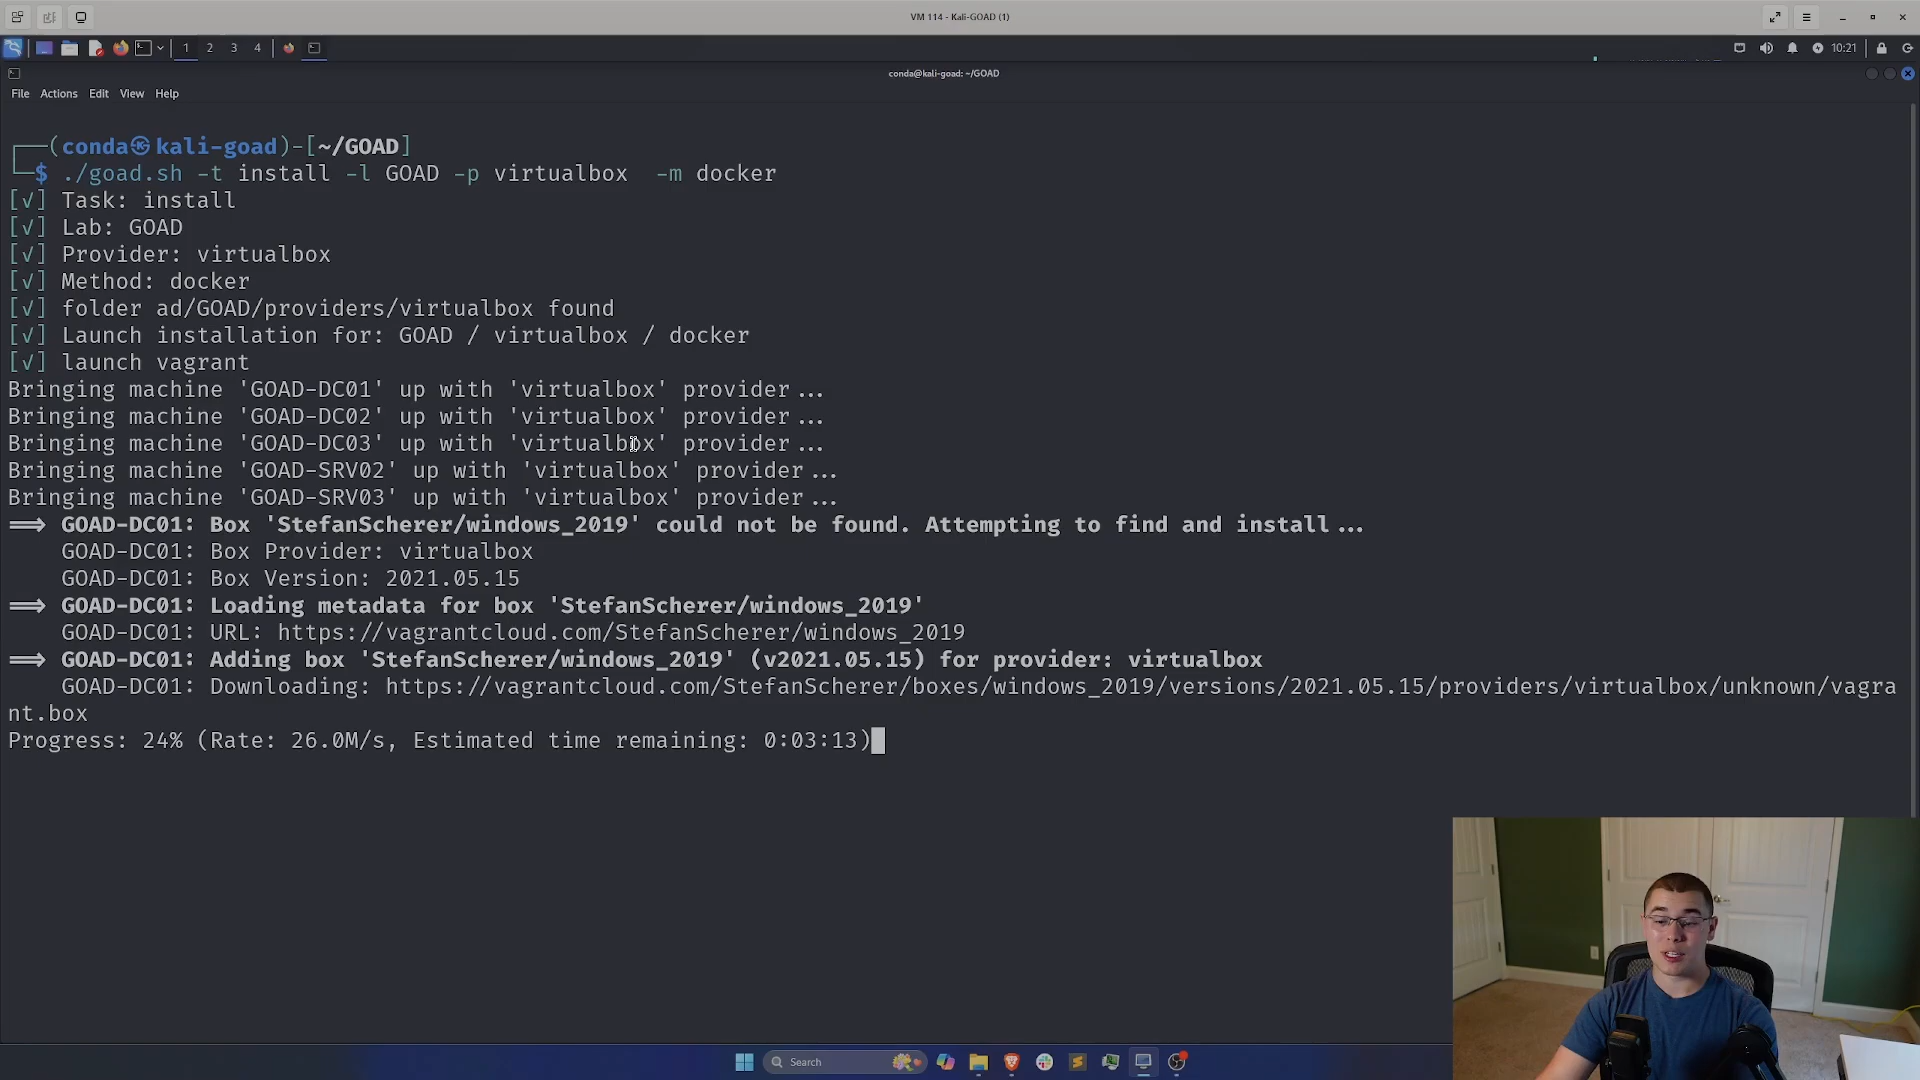 VM 114 - Kali-GOAD (1)
1 2 3 4
10:21
conda@kali-goad: ~/GOAD
File Actions Edit View Help
┌──(conda㉿kali-goad)-[~/GOAD]
└─$ ./goad.sh -t install -l GOAD -p virtualbox  -m docker
[√] Task: install
[√] Lab: GOAD
[√] Provider: virtualbox
[√] Method: docker
[√] folder ad/GOAD/providers/virtualbox found
[√] Launch installation for: GOAD / virtualbox / docker
[√] launch vagrant
Bringing machine 'GOAD-DC01' up with 'virtualbox' provider...
Bringing machine 'GOAD-DC02' up with 'virtualbox' provider...
Bringing machine 'GOAD-DC03' up with 'virtualbox' provider...
Bringing machine 'GOAD-SRV02' up with 'virtualbox' provider...
Bringing machine 'GOAD-SRV03' up with 'virtualbox' provider...
==> GOAD-DC01: Box 'StefanScherer/windows_2019' could not be found. Attempting to find and install...
GOAD-DC01: Box Provider: virtualbox
GOAD-DC01: Box Version: 2021.05.15
==> GOAD-DC01: Loading metadata for box 'StefanScherer/windows_2019'
GOAD-DC01: URL: https://vagrantcloud.com/StefanScherer/windows_2019
==> GOAD-DC01: Adding box 'StefanScherer/windows_2019' (v2021.05.15) for provider: virtualbox
GOAD-DC01: Downloading: https://vagrantcloud.com/StefanScherer/boxes/windows_2019/versions/2021.05.15/providers/virtualbox/unknown/vagra
nt.box
Progress: 24% (Rate: 26.0M/s, Estimated time remaining: 0:03:13)
Search